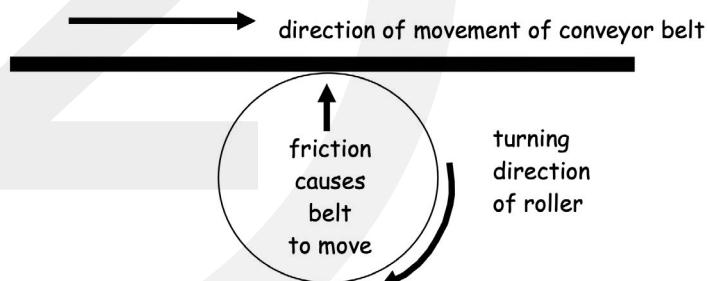 direction of movement of conveyor belt
friction
causes
belt
to move
turning
direction
of roller